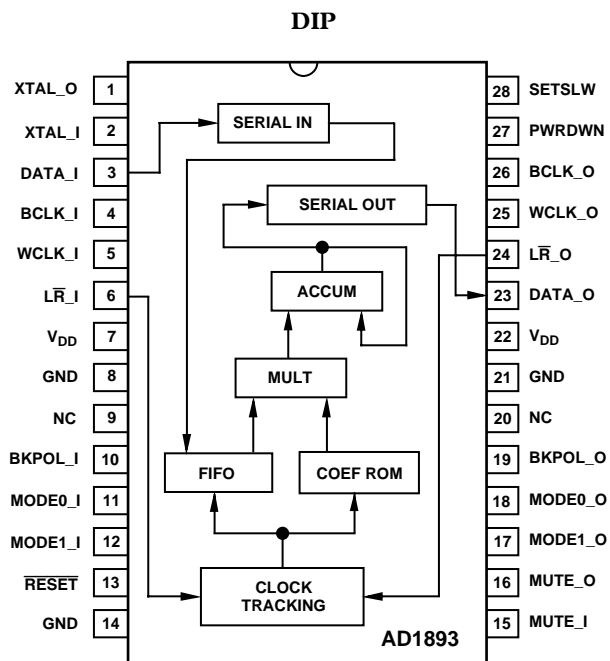 DIP
XTAL_O 1
XTAL_I 2
DATA_I 3
BCLK_I 4
WCLK_I 5
LR̅_I 6
VDD 7
GND 8
NC 9
BKPOL_I 10
MODE0_I 11
MODE1_I 12
R̅E̅S̅E̅T̅ 13
GND 14
SERIAL IN
SERIAL OUT
ACCUM
MULT
FIFO
COEF ROM
CLOCK
TRACKING
AD1893
28 SETSLW
27 PWRDWN
26 BCLK_O
25 WCLK_O
24 LR̅_O
23 DATA_O
22 VDD
21 GND
20 NC
19 BKPOL_O
18 MODE0_O
17 MODE1_O
16 MUTE_O
15 MUTE_I